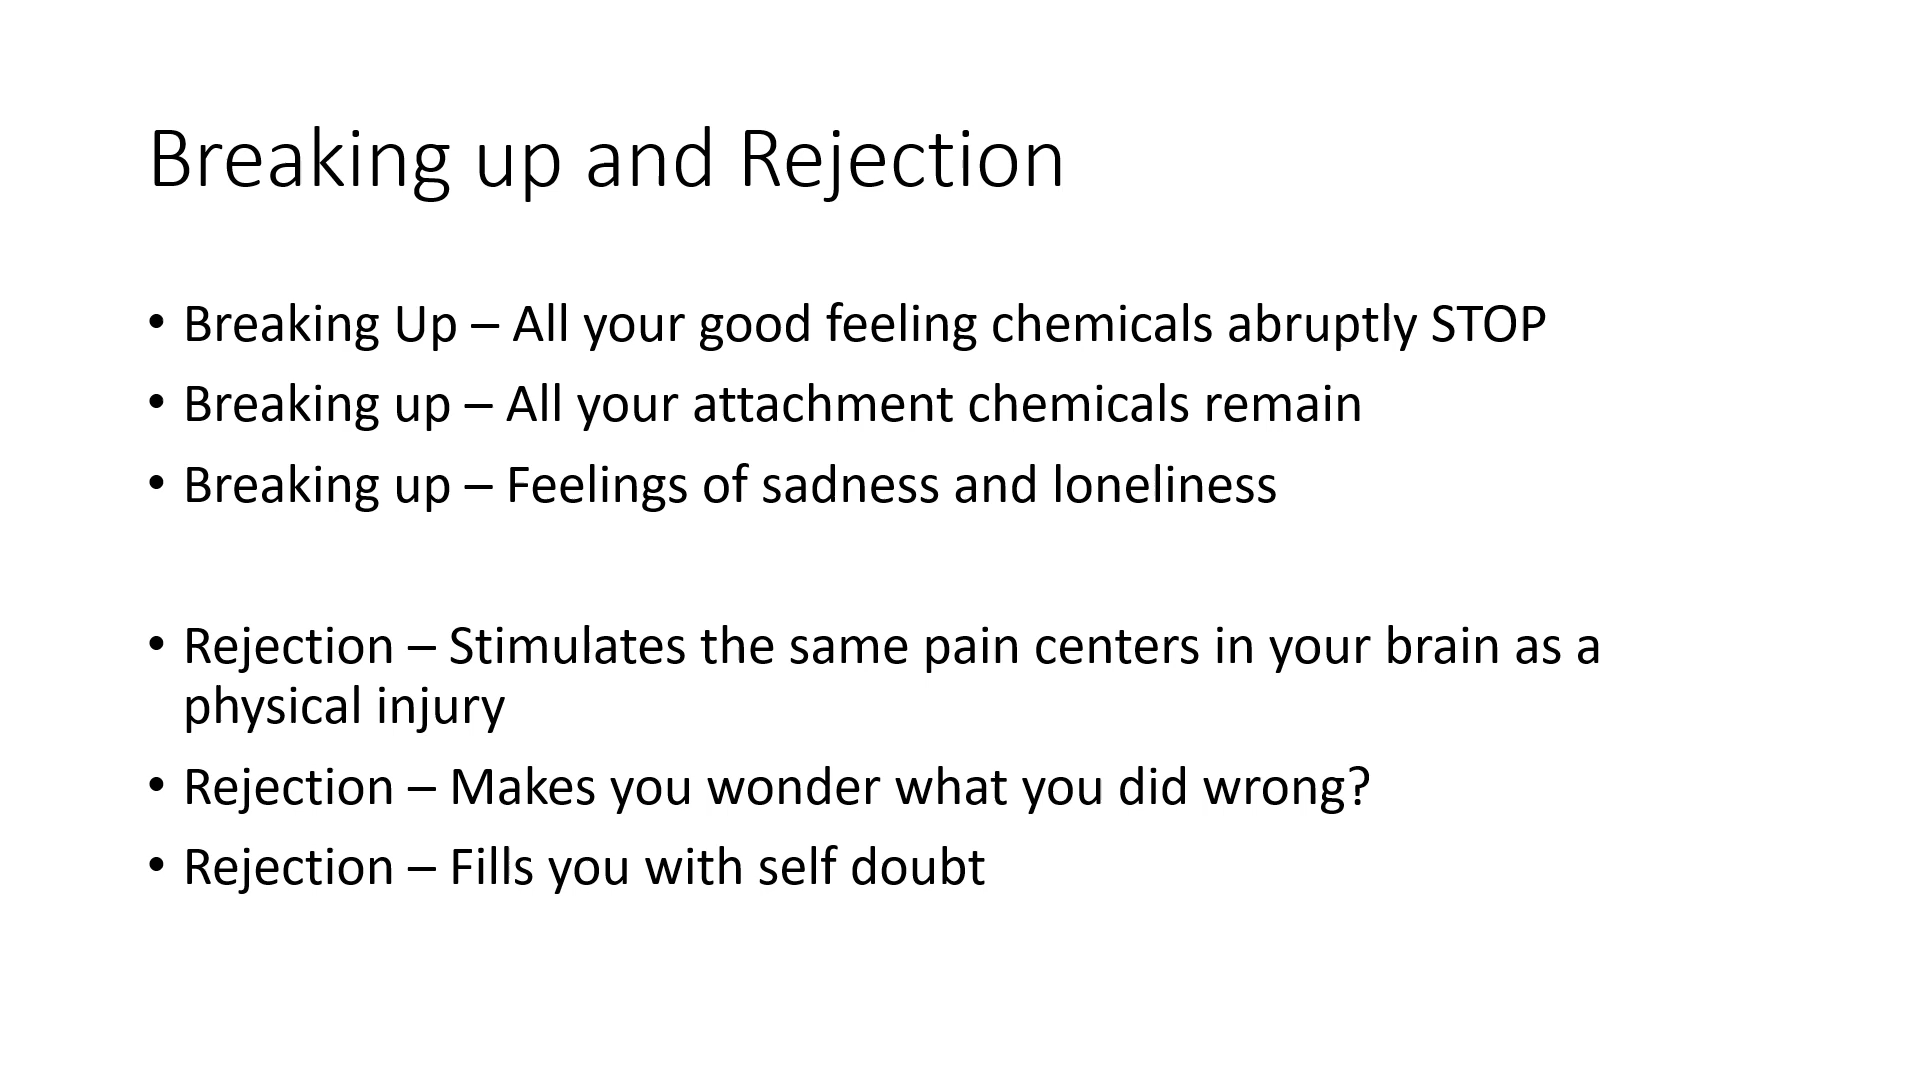 Breaking up and Rejection
• Breaking Up – All your good feeling chemicals abruptly STOP
• Breaking up – All your attachment chemicals remain
• Breaking up – Feelings of sadness and loneliness
• Rejection – Stimulates the same pain centers in your brain as a
physical injury
• Rejection – Makes you wonder what you did wrong?
• Rejection – Fills you with self doubt